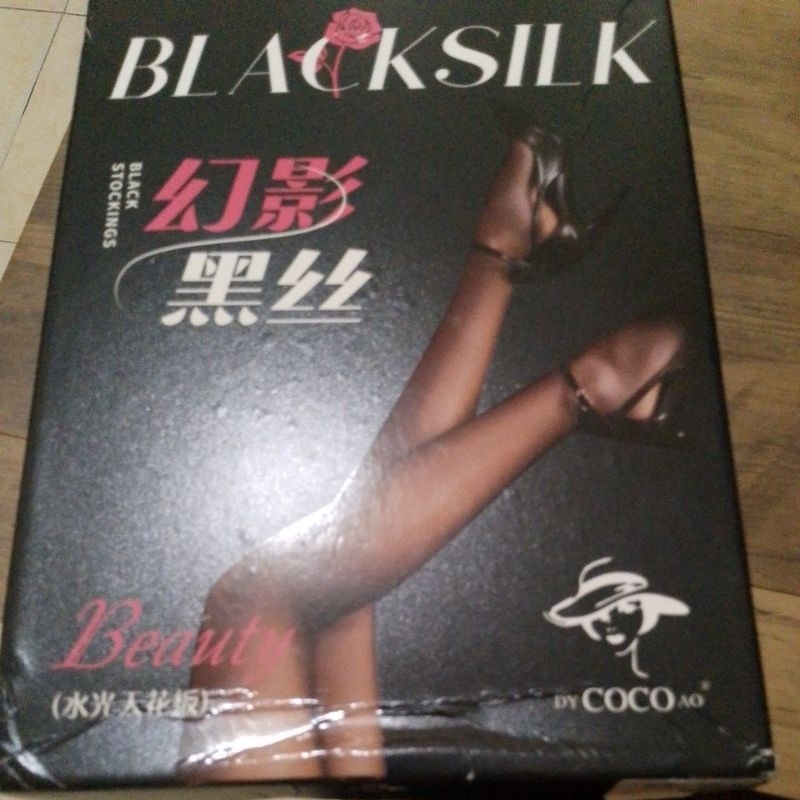 BLACKSILK
BLACK
STOCKINGS
幻影
黑丝
Beauty
(水光天花板)
DY COCO AO